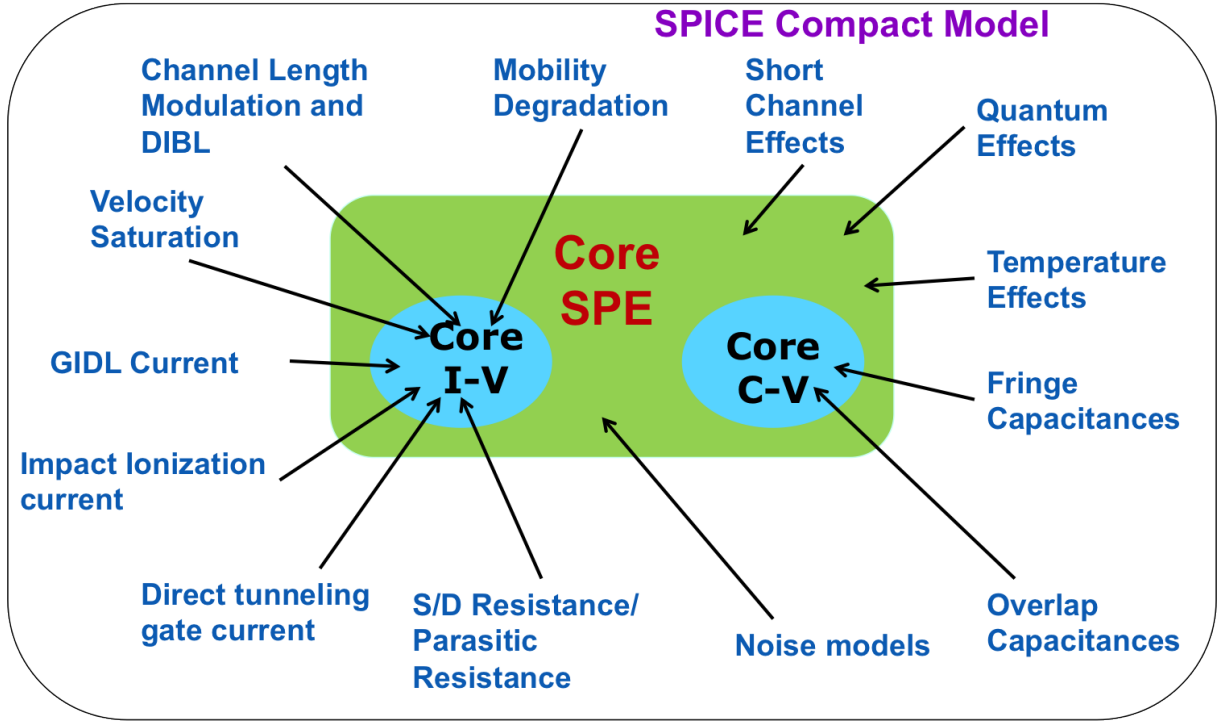 SPICE Compact Model
Channel Length
Modulation and
DIBL
Mobility
Degradation
Short
Channel
Effects
Quantum
Effects
Velocity
Saturation
Core
SPE
Temperature
Effects
GIDL Current
Core
I-V
Core
C-V
Fringe
Capacitances
Impact Ionization
current
Direct tunneling
gate current
S/D Resistance/
Parasitic
Resistance
Noise models
Overlap
Capacitances